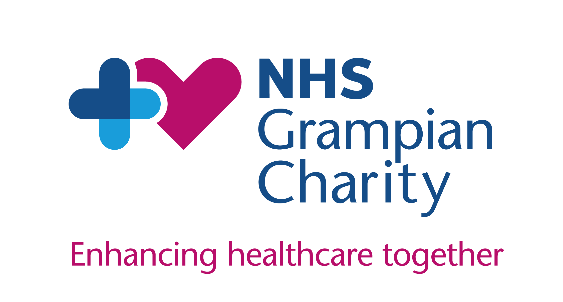 NHS
Grampian
Charity
Enhancing healthcare together